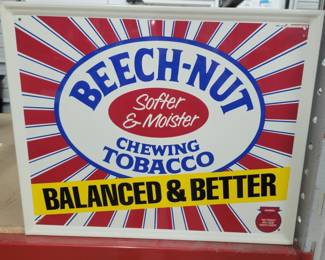 BEECH-NUT
Softer
& Moister
CHEWING
TOBACCO
BALANCED & BETTER